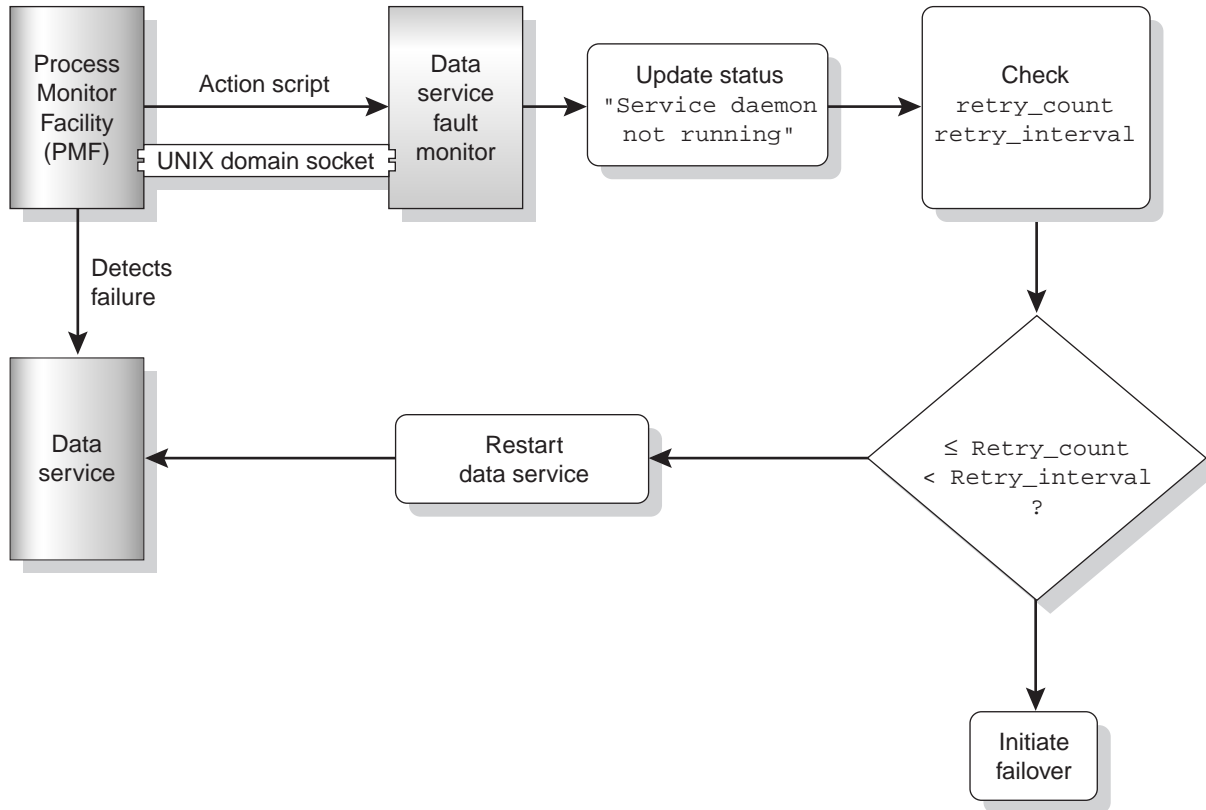 Process
Monitor
Facility
(PMF)
Action script
UNIX domain socket
Data
service
fault
monitor
Update status
"Service daemon
not running"
Check
retry_count
retry_interval
Detects
failure
Data
service
Restart
data service
≤ Retry_count
< Retry_interval
?
Initiate
failover